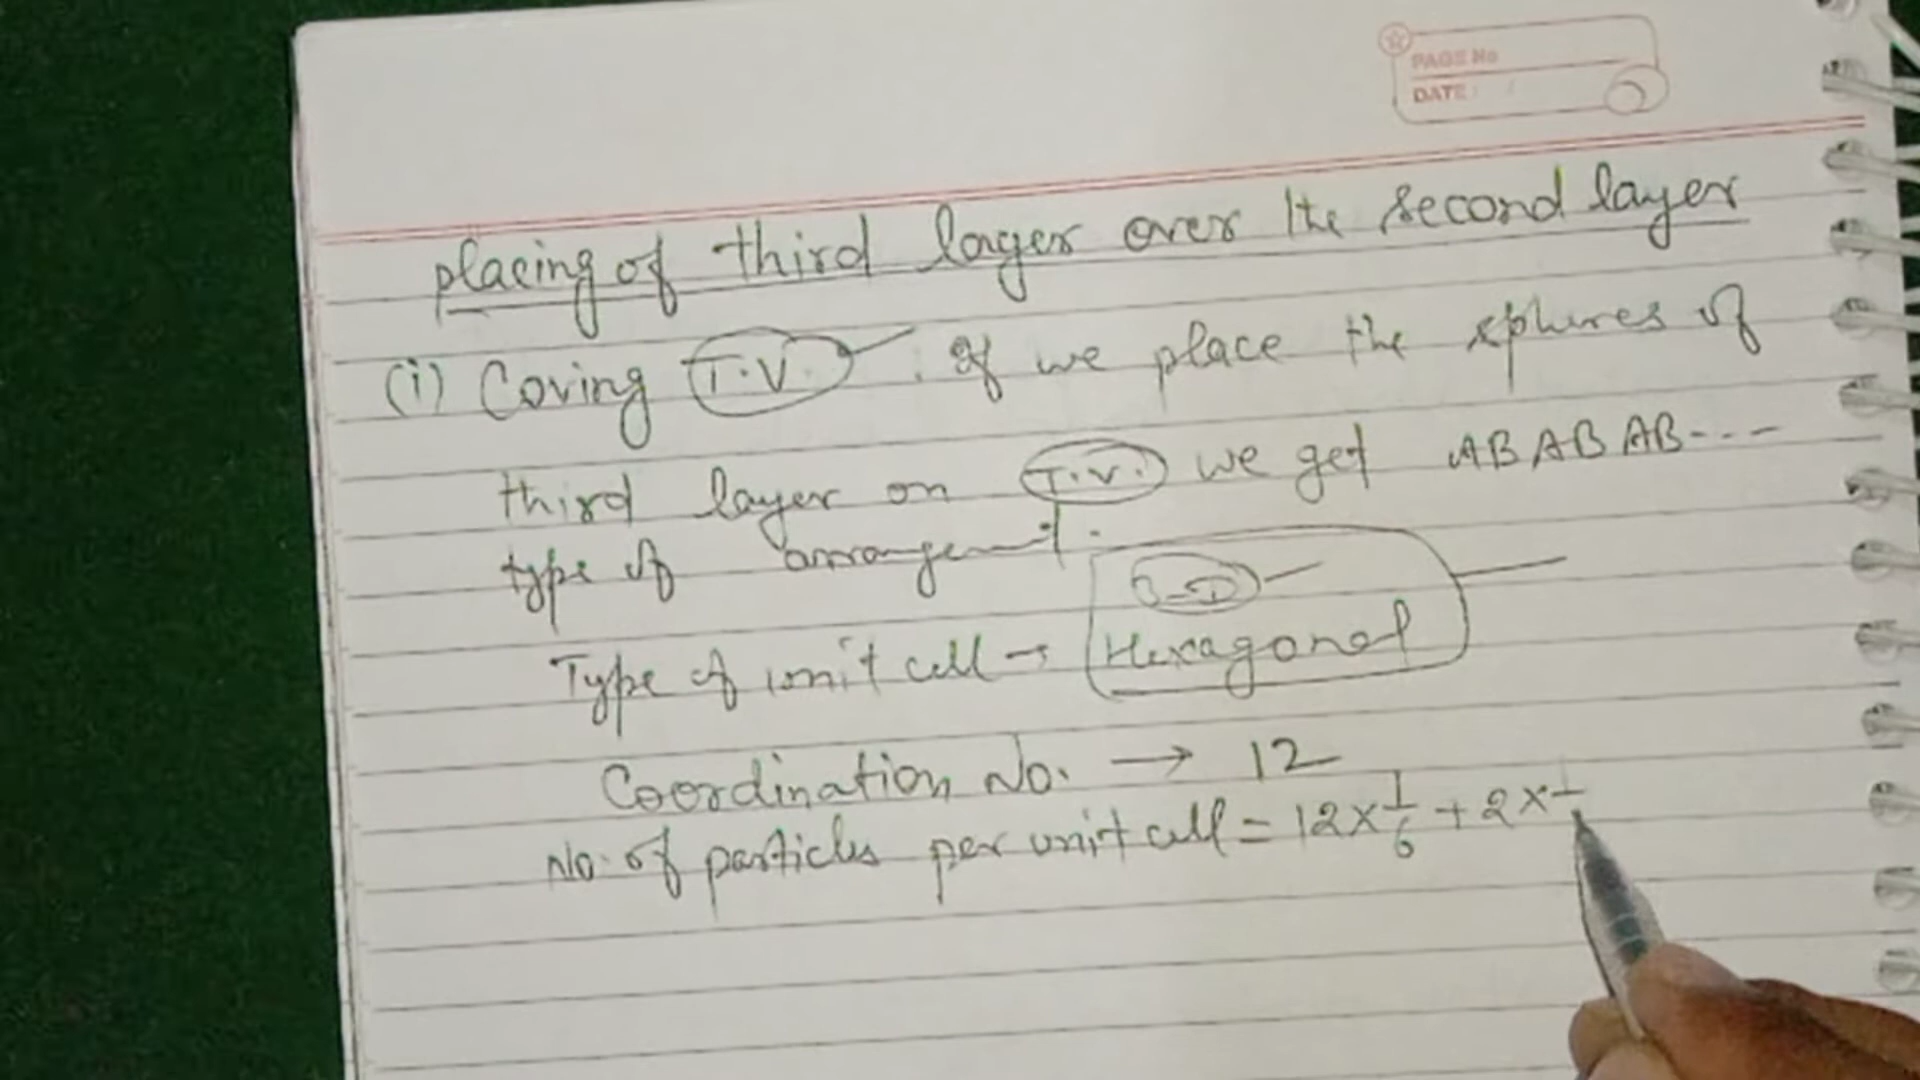 PAGE No
DATE:
placing of third layer over the second layer
(i) Coving T.V. If we place the spheres of
third layer on T.V. we get ABABAB---
type of arrangement.
3-D
Type of unit cell → Hexagonal
Coordination No. → 12
No. of particles per unit cell = 12 × 1/6 + 2 × 1